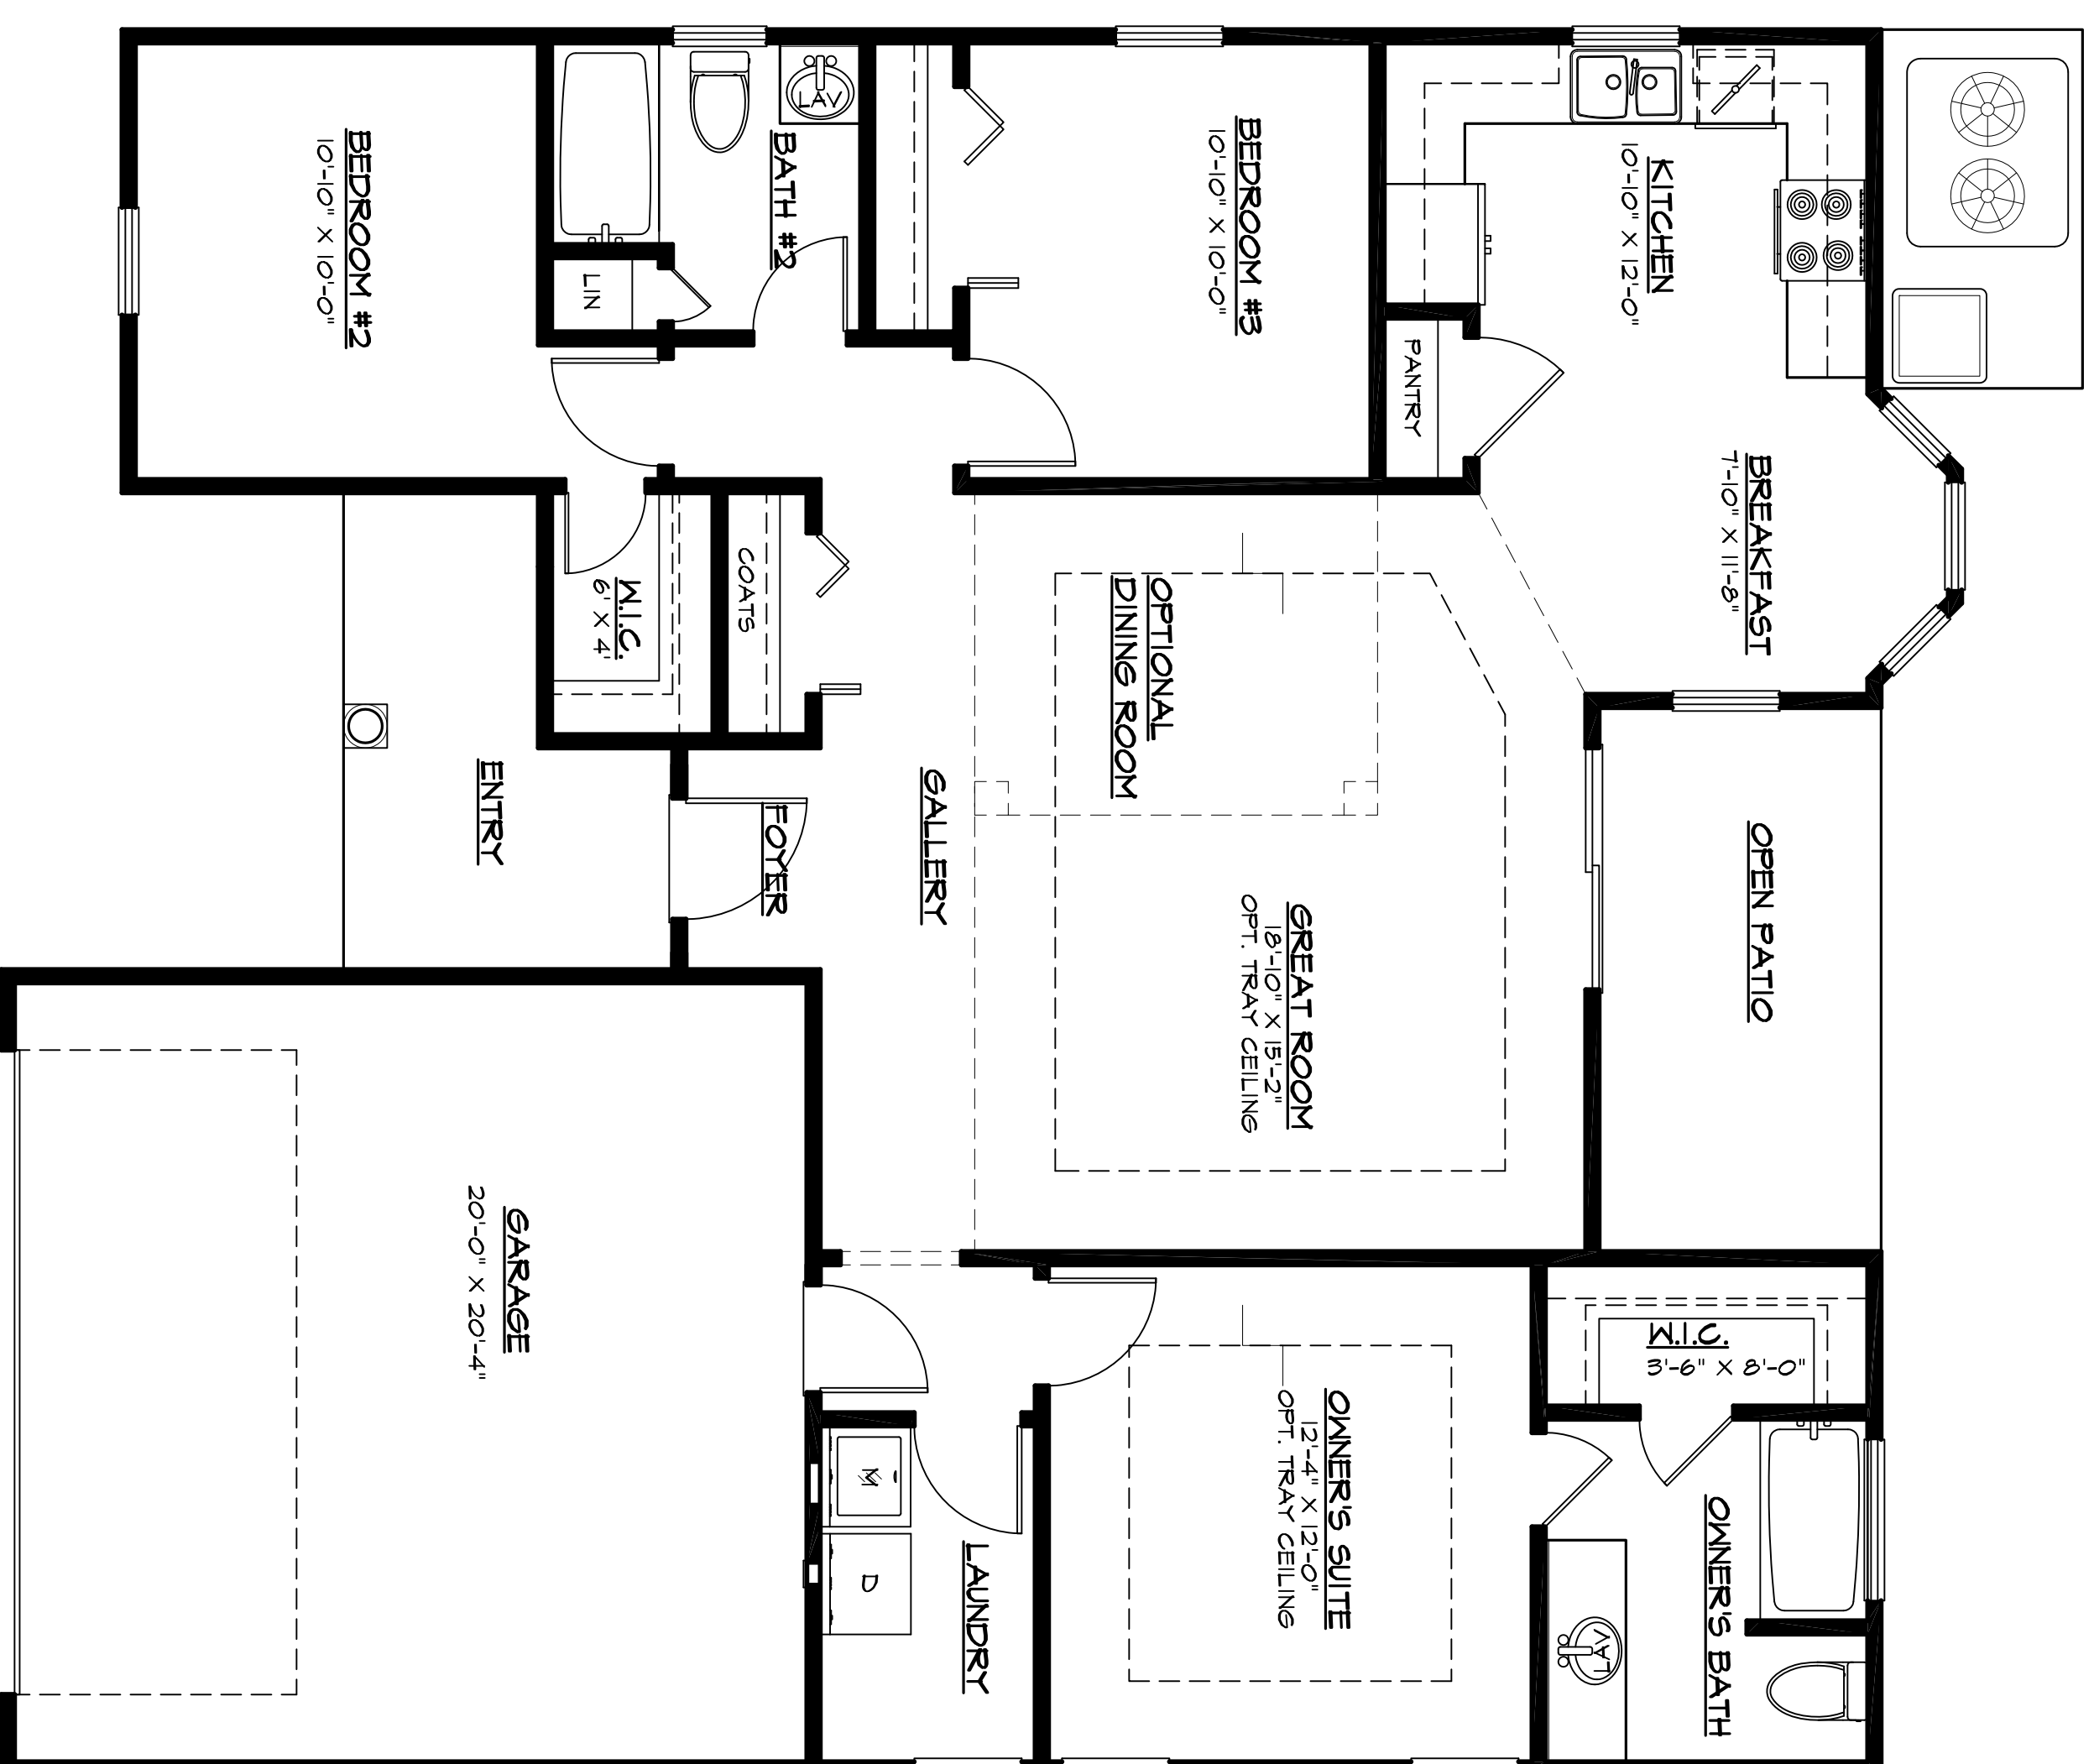 BEDROOM #2
10'-10" X 10'-0"
BATH #2
LAV
LIN
BEDROOM #3
10'-10" X 10'-0"
KITCHEN
10'-10" X 12'-0"
PANTRY
BREAKFAST
7'-10" X 11'-8"
W.I.C.
6' X 4'
COATS
OPTIONAL
DINING ROOM
ENTRY
FOYER
GALLERY
OPEN PATIO
GREAT ROOM
18'-10" X 15'-2"
OPT. TRAY CEILING
GARAGE
20'-0" X 20'-4"
W.I.C.
3'-6" X 8'-0"
OWNER'S SUITE
12'-4" X 12'-0"
OPT. TRAY CEILING
OWNER'S BATH
LAV
W
D
LAUNDRY